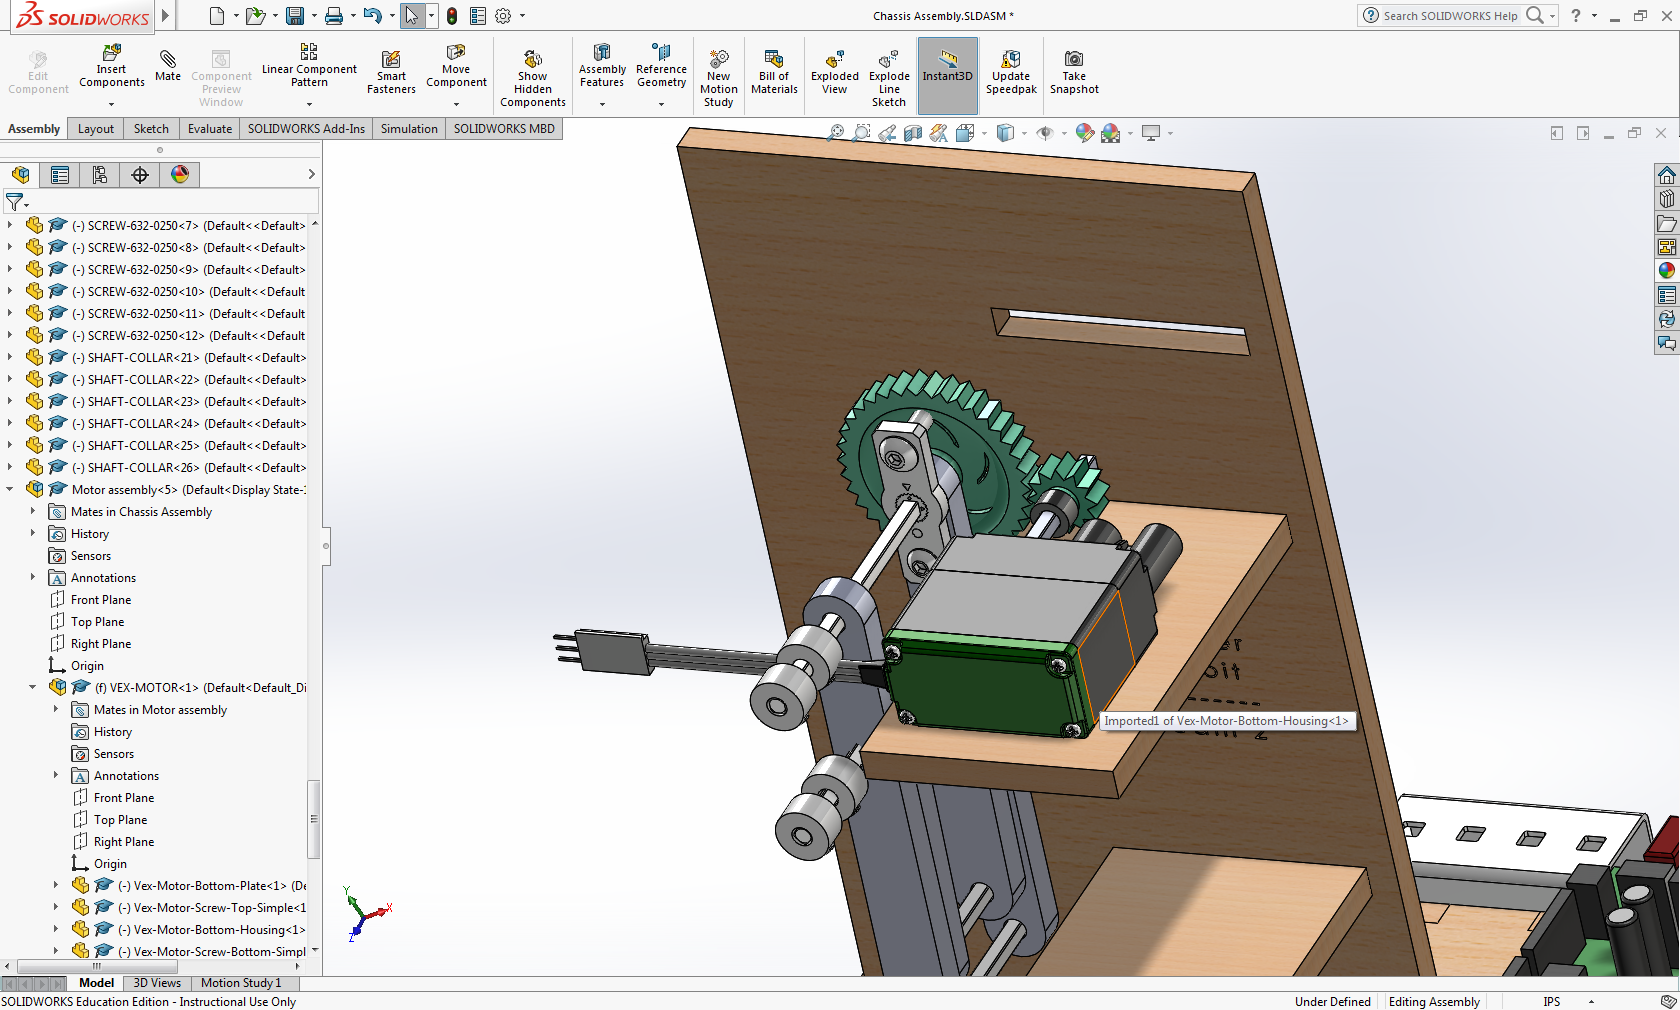 SOLIDWORKS
Chassis Assembly.SLDASM *
Search SOLIDWORKS Help
?
Edit Component
Insert Components
Mate
Component Preview Window
Linear Component Pattern
Smart Fasteners
Move Component
Show Hidden Components
Assembly Features
Reference Geometry
New Motion Study
Bill of Materials
Exploded View
Explode Line Sketch
Instant3D
Update Speedpak
Take Snapshot
Assembly
Layout
Sketch
Evaluate
SOLIDWORKS Add-Ins
Simulation
SOLIDWORKS MBD
(-) SCREW-632-0250<7> (Default<<Default>
(-) SCREW-632-0250<8> (Default<<Default>
(-) SCREW-632-0250<9> (Default<<Default>
(-) SCREW-632-0250<10> (Default<<Default
(-) SCREW-632-0250<11> (Default<<Default
(-) SCREW-632-0250<12> (Default<<Default
(-) SHAFT-COLLAR<21> (Default<<Default>
(-) SHAFT-COLLAR<22> (Default<<Default>
(-) SHAFT-COLLAR<23> (Default<<Default>
(-) SHAFT-COLLAR<24> (Default<<Default>
(-) SHAFT-COLLAR<25> (Default<<Default>
(-) SHAFT-COLLAR<26> (Default<<Default>
Motor assembly<5> (Default<Display State-
Mates in Chassis Assembly
History
Sensors
Annotations
Front Plane
Top Plane
Right Plane
Origin
(f) VEX-MOTOR<1> (Default<Default_Di
Mates in Motor assembly
History
Sensors
Annotations
Front Plane
Top Plane
Right Plane
Origin
(-) Vex-Motor-Bottom-Plate<1> (De
(-) Vex-Motor-Screw-Top-Simple<1
(-) Vex-Motor-Bottom-Housing<1>
(-) Vex-Motor-Screw-Bottom-Simpl
Imported1 of Vex-Motor-Bottom-Housing<1>
Y
X
Z
Model
3D Views
Motion Study 1
SOLIDWORKS Education Edition - Instructional Use Only
Under Defined
Editing Assembly
IPS